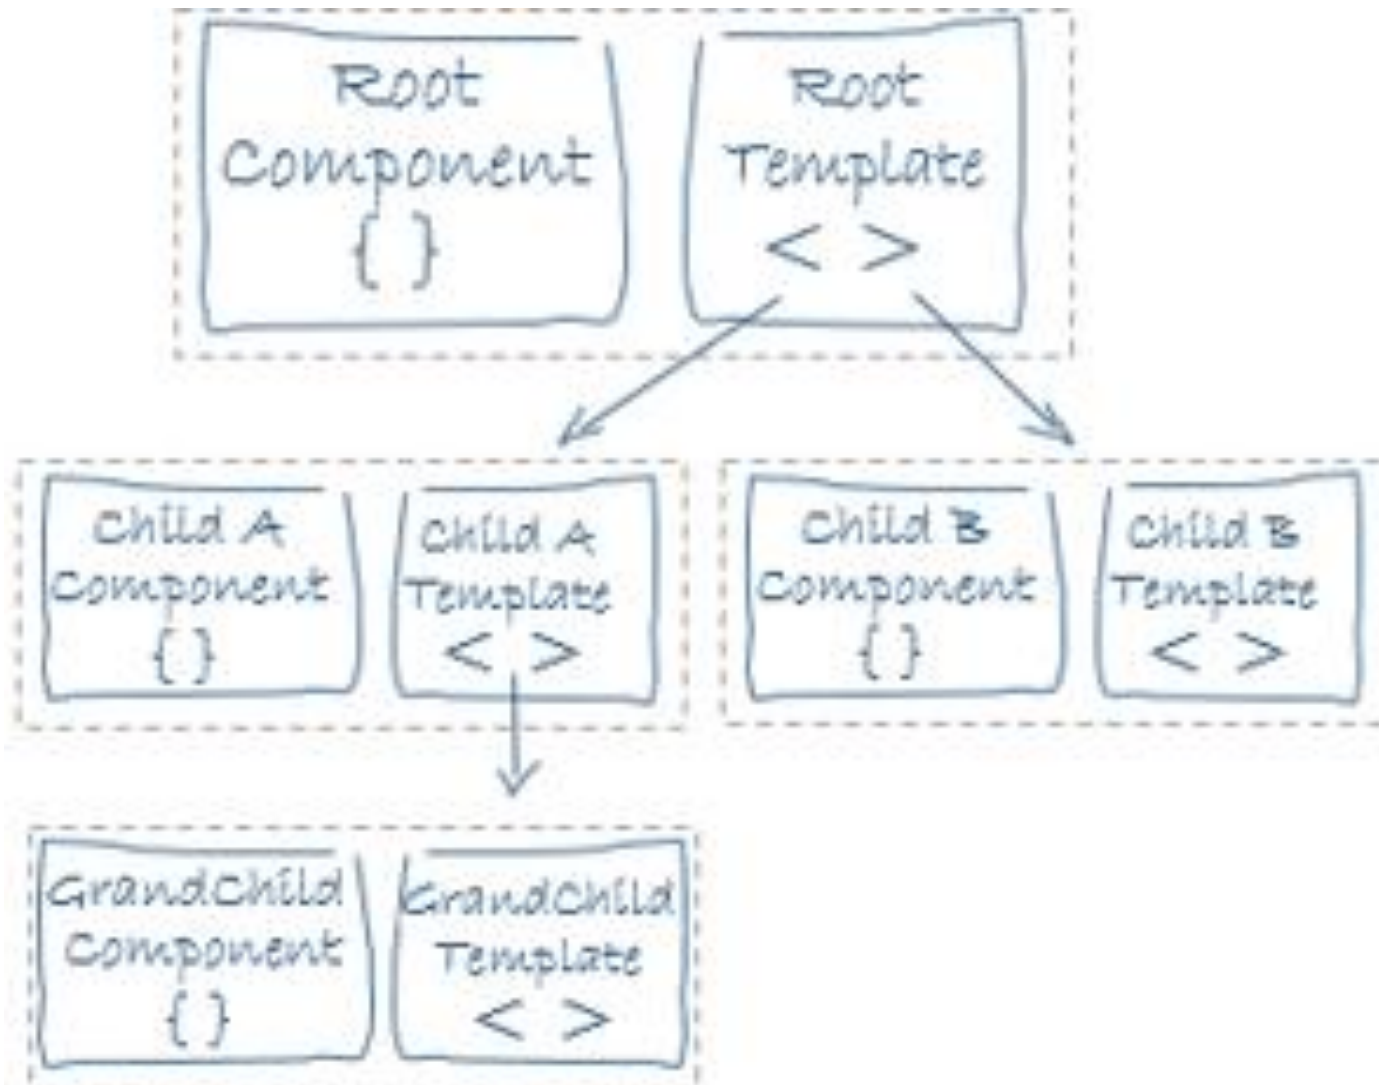 Root
Component
{ }
Root
Template
< >
Child A
Component
{ }
Child A
Template
< >
Child B
Component
{ }
Child B
Template
< >
GrandChild
Component
{ }
GrandChild
Template
< >